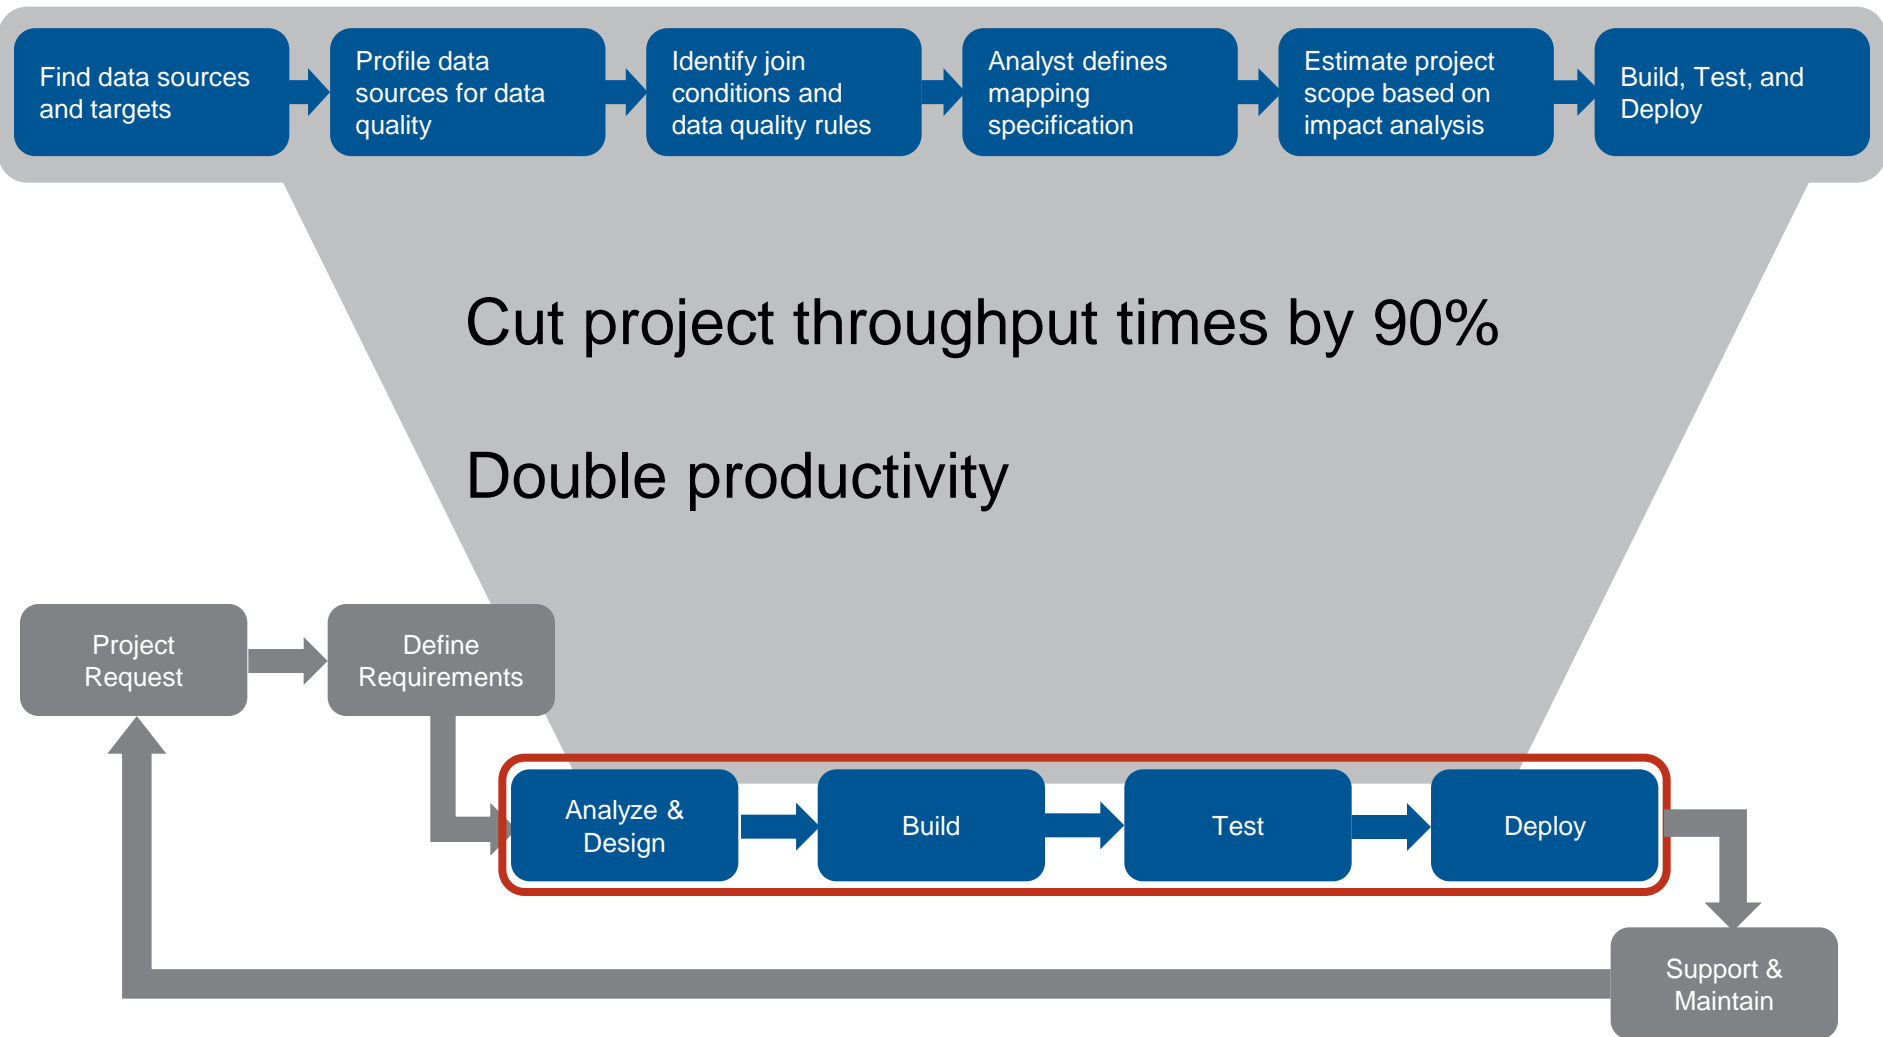 Find data sources
and targets
Profile data
sources for data
quality
Identify join
conditions and
data quality rules
Analyst defines
mapping
specification
Estimate project
scope based on
impact analysis
Build, Test, and
Deploy
Cut project throughput times by 90%
Double productivity
Project
Request
Define
Requirements
Analyze &
Design
Build
Test
Deploy
Support &
Maintain